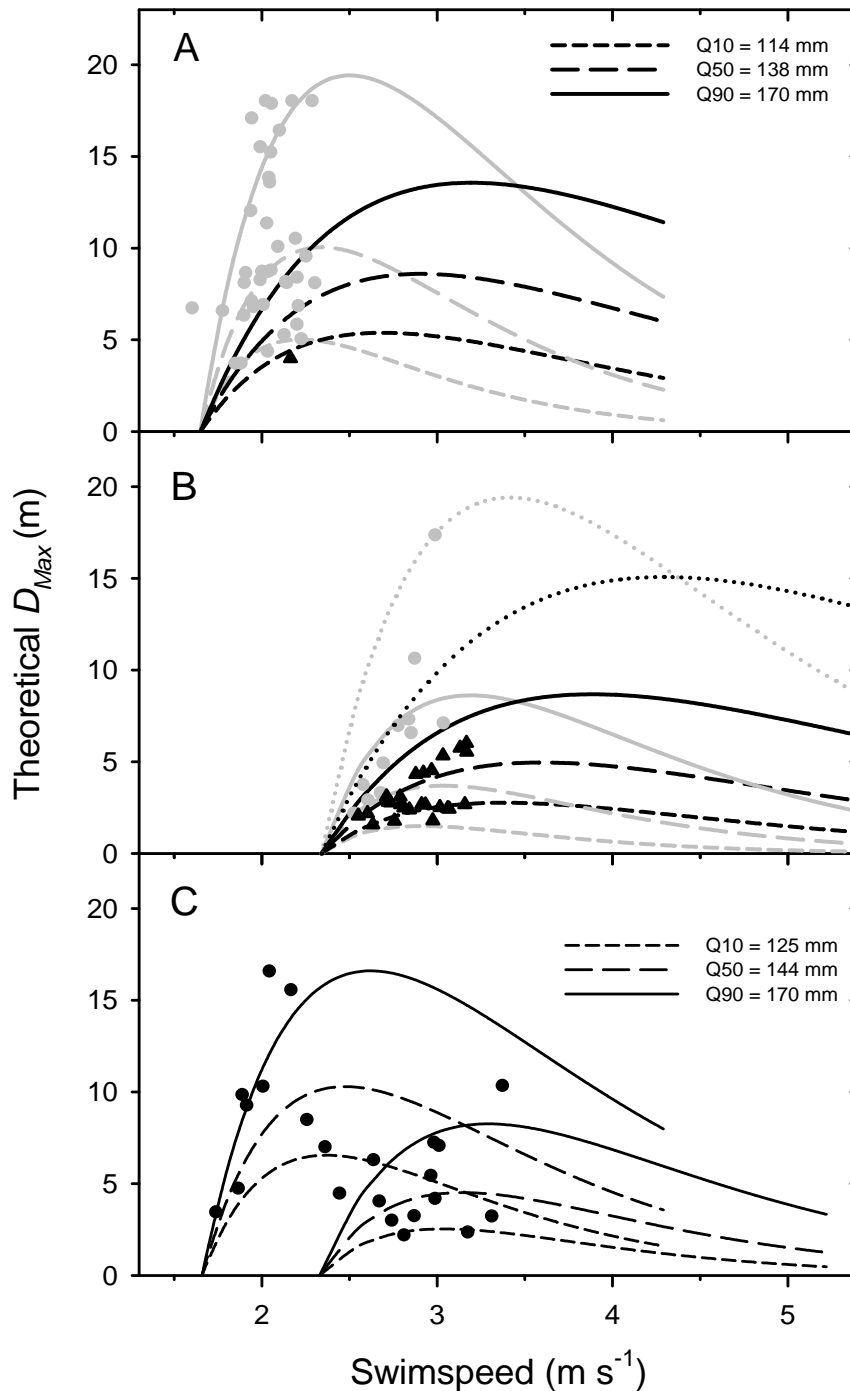 A
Q10 = 114 mm
Q50 = 138 mm
Q90 = 170 mm
20
15
10
5
0
B
20
15
10
5
0
Theoretical D_Max (m)
C
Q10 = 125 mm
Q50 = 144 mm
Q90 = 170 mm
20
15
10
5
0
2 3 4 5
Swimspeed (m s⁻¹)